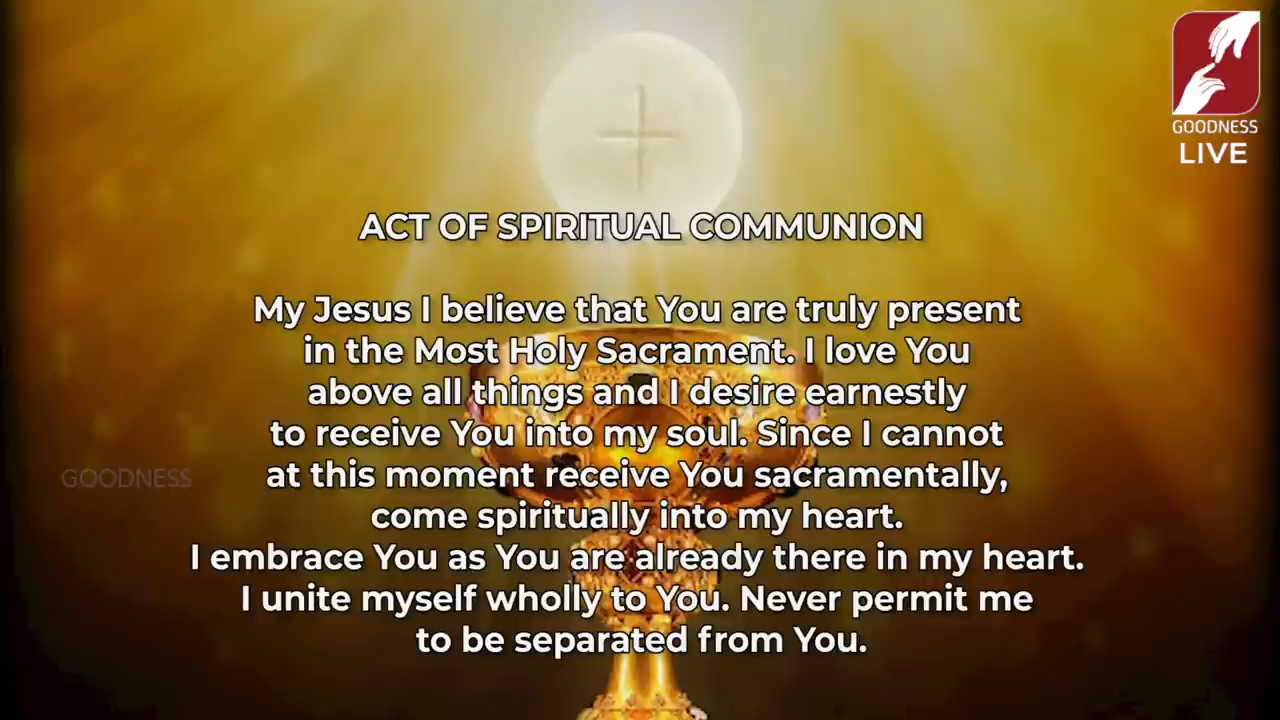 GOODNESS
LIVE
ACT OF SPIRITUAL COMMUNION
My Jesus I believe that You are truly present
in the Most Holy Sacrament. I love You
above all things and I desire earnestly
to receive You into my soul. Since I cannot
at this moment receive You sacramentally,
come spiritually into my heart.
I embrace You as You are already there in my heart.
I unite myself wholly to You. Never permit me
to be separated from You.
GOODNESS